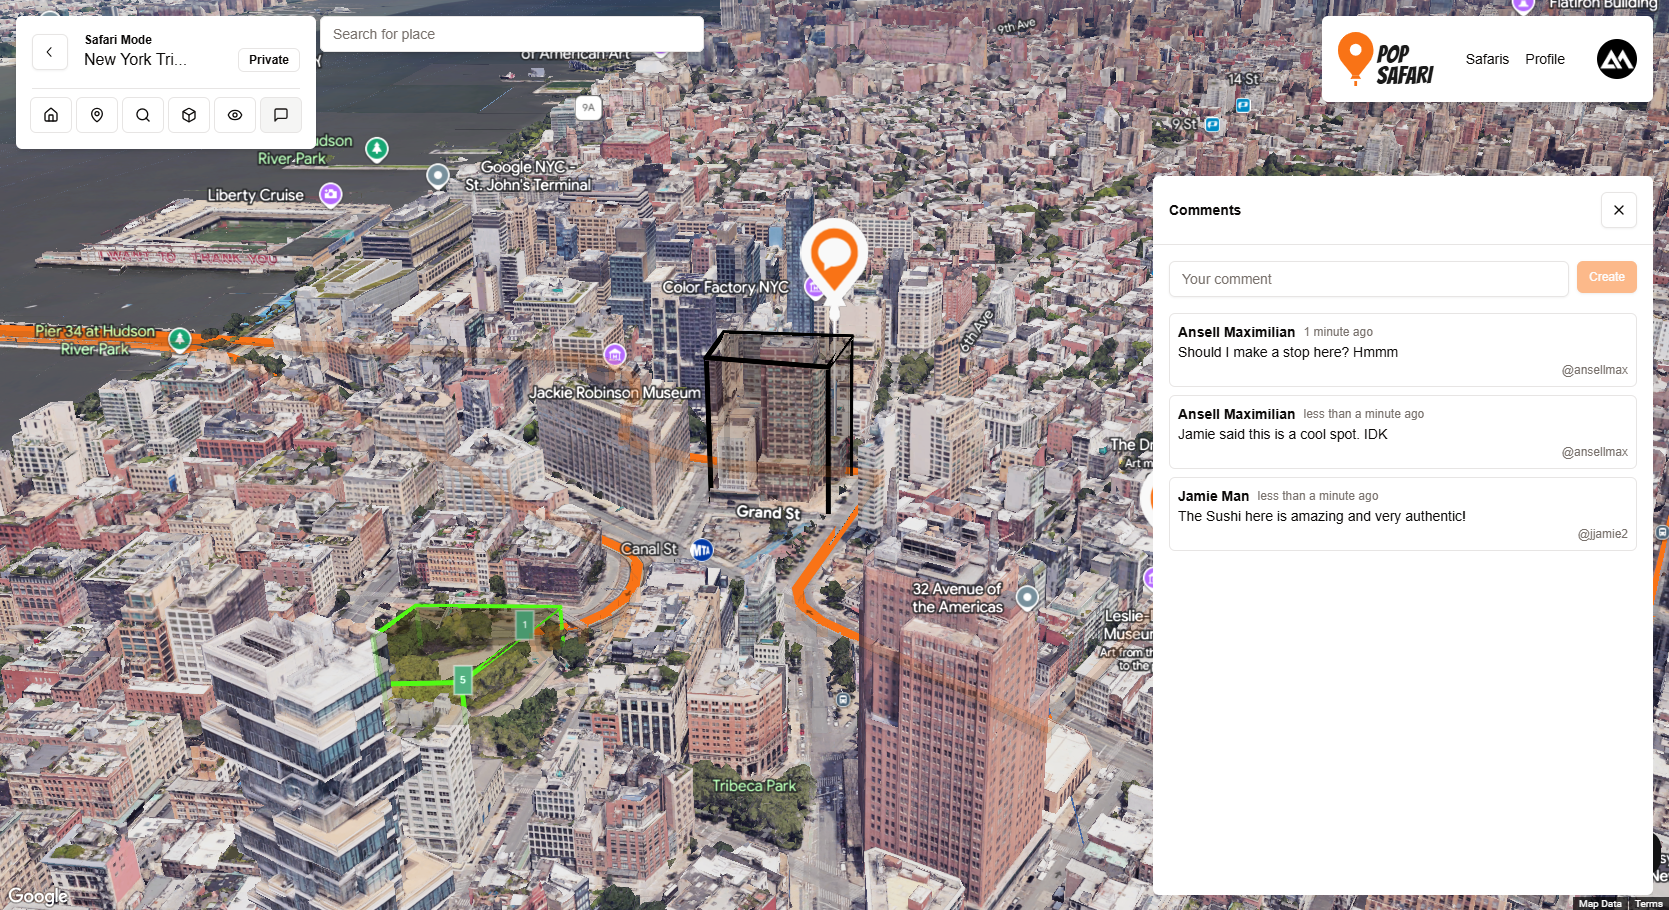 Safari Mode
New York Tri...
Private
Search for place
of American Art
9th Ave
Flatiron Building
POP
SAFARI
Safaris
Profile
14 St
9 St
9A
River Park
Google NYC -
St. John's Terminal
Liberty Cruise
I WANT TO THANK YOU
Color Factory NYC
6th Ave
Pier 34 at Hudson
River Park
Jackie Robinson Museum
Grand St
Canal St
MTA
32 Avenue of
the Americas
1
5
Tribeca Park
The
Art
Leslie-
Museum
Art from
to the
Comments
Your comment
Create
Ansell Maximilian 1 minute ago
Should I make a stop here? Hmmm
@ansellmax
Ansell Maximilian less than a minute ago
Jamie said this is a cool spot. IDK
@ansellmax
Jamie Man less than a minute ago
The Sushi here is amazing and very authentic!
@jjamie2
Google
Map Data
Terms